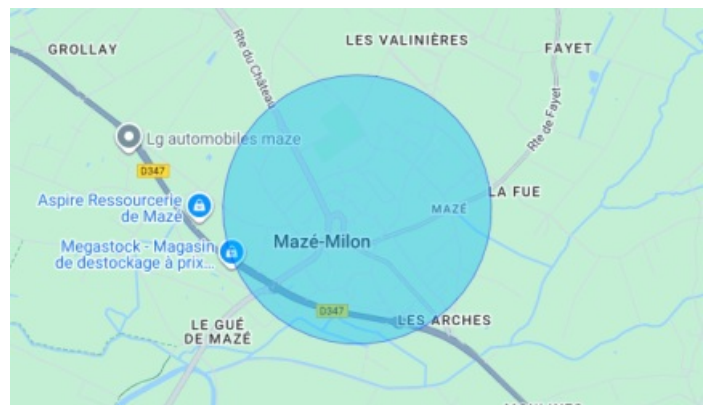 GROLLAY
Rte du Château
LES VALINIÈRES
FAYET
Lg automobiles maze
Rte de Fayet
D347
Aspire Ressourcerie
de Mazé
LA FUE
MAZÉ
Megastock - Magasin
de destockage à prix...
Mazé-Milon
D347
LE GUÉ
DE MAZÉ
LES ARCHES